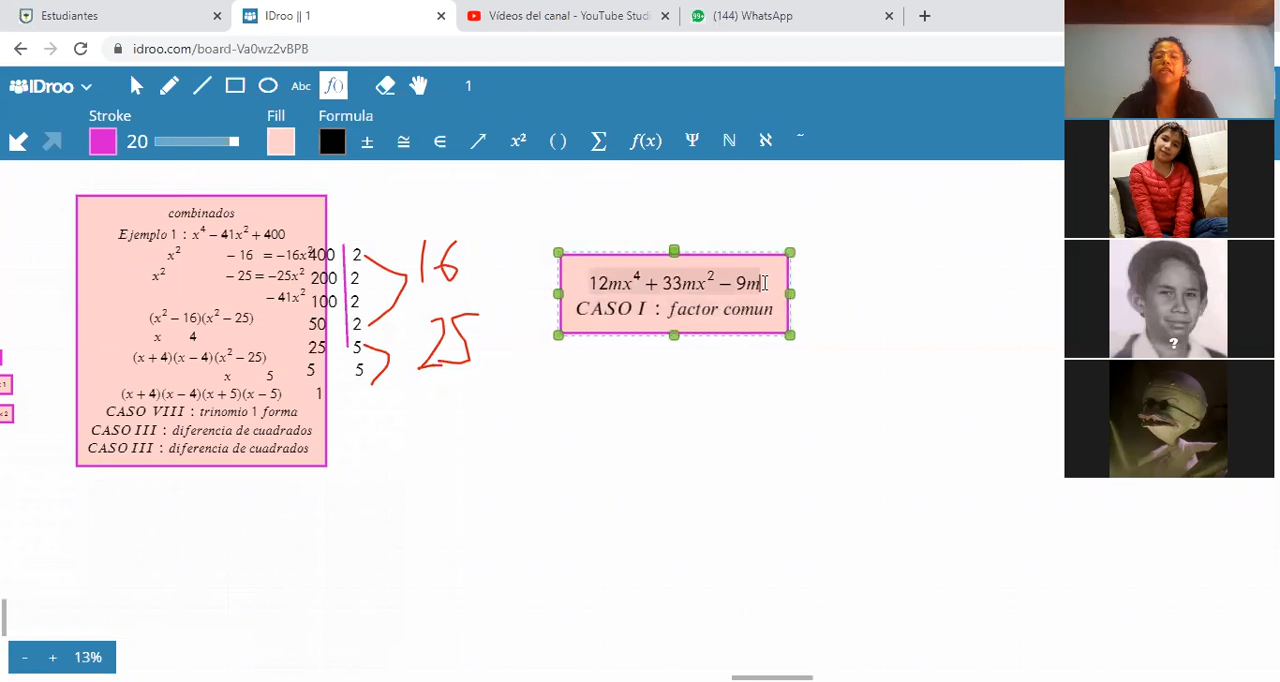 Estudiantes
IDroo || 1
Vídeos del canal - YouTube Studi
(144) WhatsApp
idroo.com/board-Va0wz2vBPB
IDroo
Abc
f()
1
Stroke
Fill
Formula
20
± ≅ ∈ x² ( ) ∑ f(x) Ψ ℕ ℵ ~
combinados
Ejemplo 1 : x⁴ − 41x² + 400
x² − 16 = −16x²
x² − 25 = −25x²
− 41x²
(x² − 16)(x² − 25)
x 4
(x + 4)(x − 4)(x² − 25)
x 5
(x + 4)(x − 4)(x + 5)(x − 5)
CASO VIII : trinomio 1 forma
CASO III : diferencia de cuadrados
CASO III : diferencia de cuadrados
400 2
200 2
100 2
50 2
25 5
5 5
1
16
25
12mx⁴ + 33mx² − 9m
CASO I : factor comun
x 1
x 2
?
- + 13%